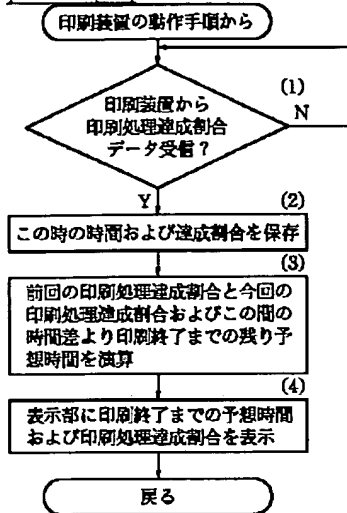 印刷装置の動作手順から
(1)
印刷装置から
印刷処理達成割合
データ受信?
N
Y
(2)
この時の時間および達成割合を保存
(3)
前回の印刷処理達成割合と今回の
印刷処理達成割合およびこの間の
時間差より印刷終了までの残り予
想時間を演算
(4)
表示部に印刷終了までの予想時間
および印刷処理達成割合を表示
戻る